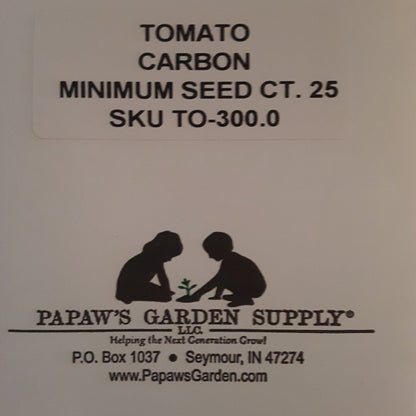 TOMATO
CARBON
MINIMUM SEED CT. 25
SKU TO-300.0
PAPAW'S GARDEN SUPPLY®
LLC.
Helping the Next Generation Grow!
P.O. Box 1037 ● Seymour, IN 47274
www.PapawsGarden.com